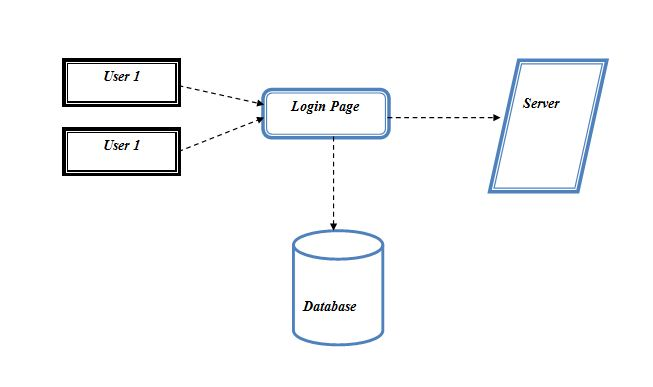 User 1
Login Page
Server
User 1
Database